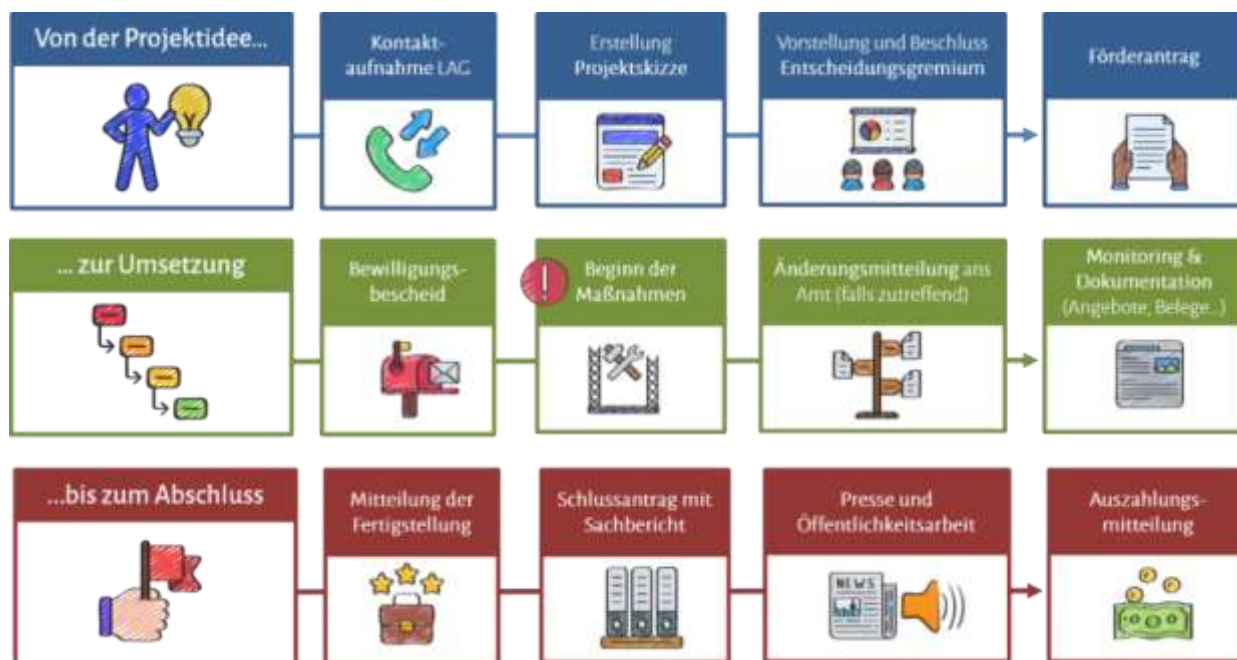 Von der Projektidee...
Kontakt-
aufnahme LAG
Erstellung
Projektskizze
Vorstellung und Beschluss
Entscheidungsgremium
Förderantrag
... zur Umsetzung
Bewilligungs-
bescheid
!
Beginn der
Maßnahmen
Änderungsmitteilung ans
Amt (falls zutreffend)
Monitoring &
Dokumentation
(Angebote, Belege...)
...bis zum Abschluss
Mitteilung der
Fertigstellung
Schlussantrag mit
Sachbericht
Presse und
Öffentlichkeitsarbeit
NEWS
Auszahlungs-
mitteilung